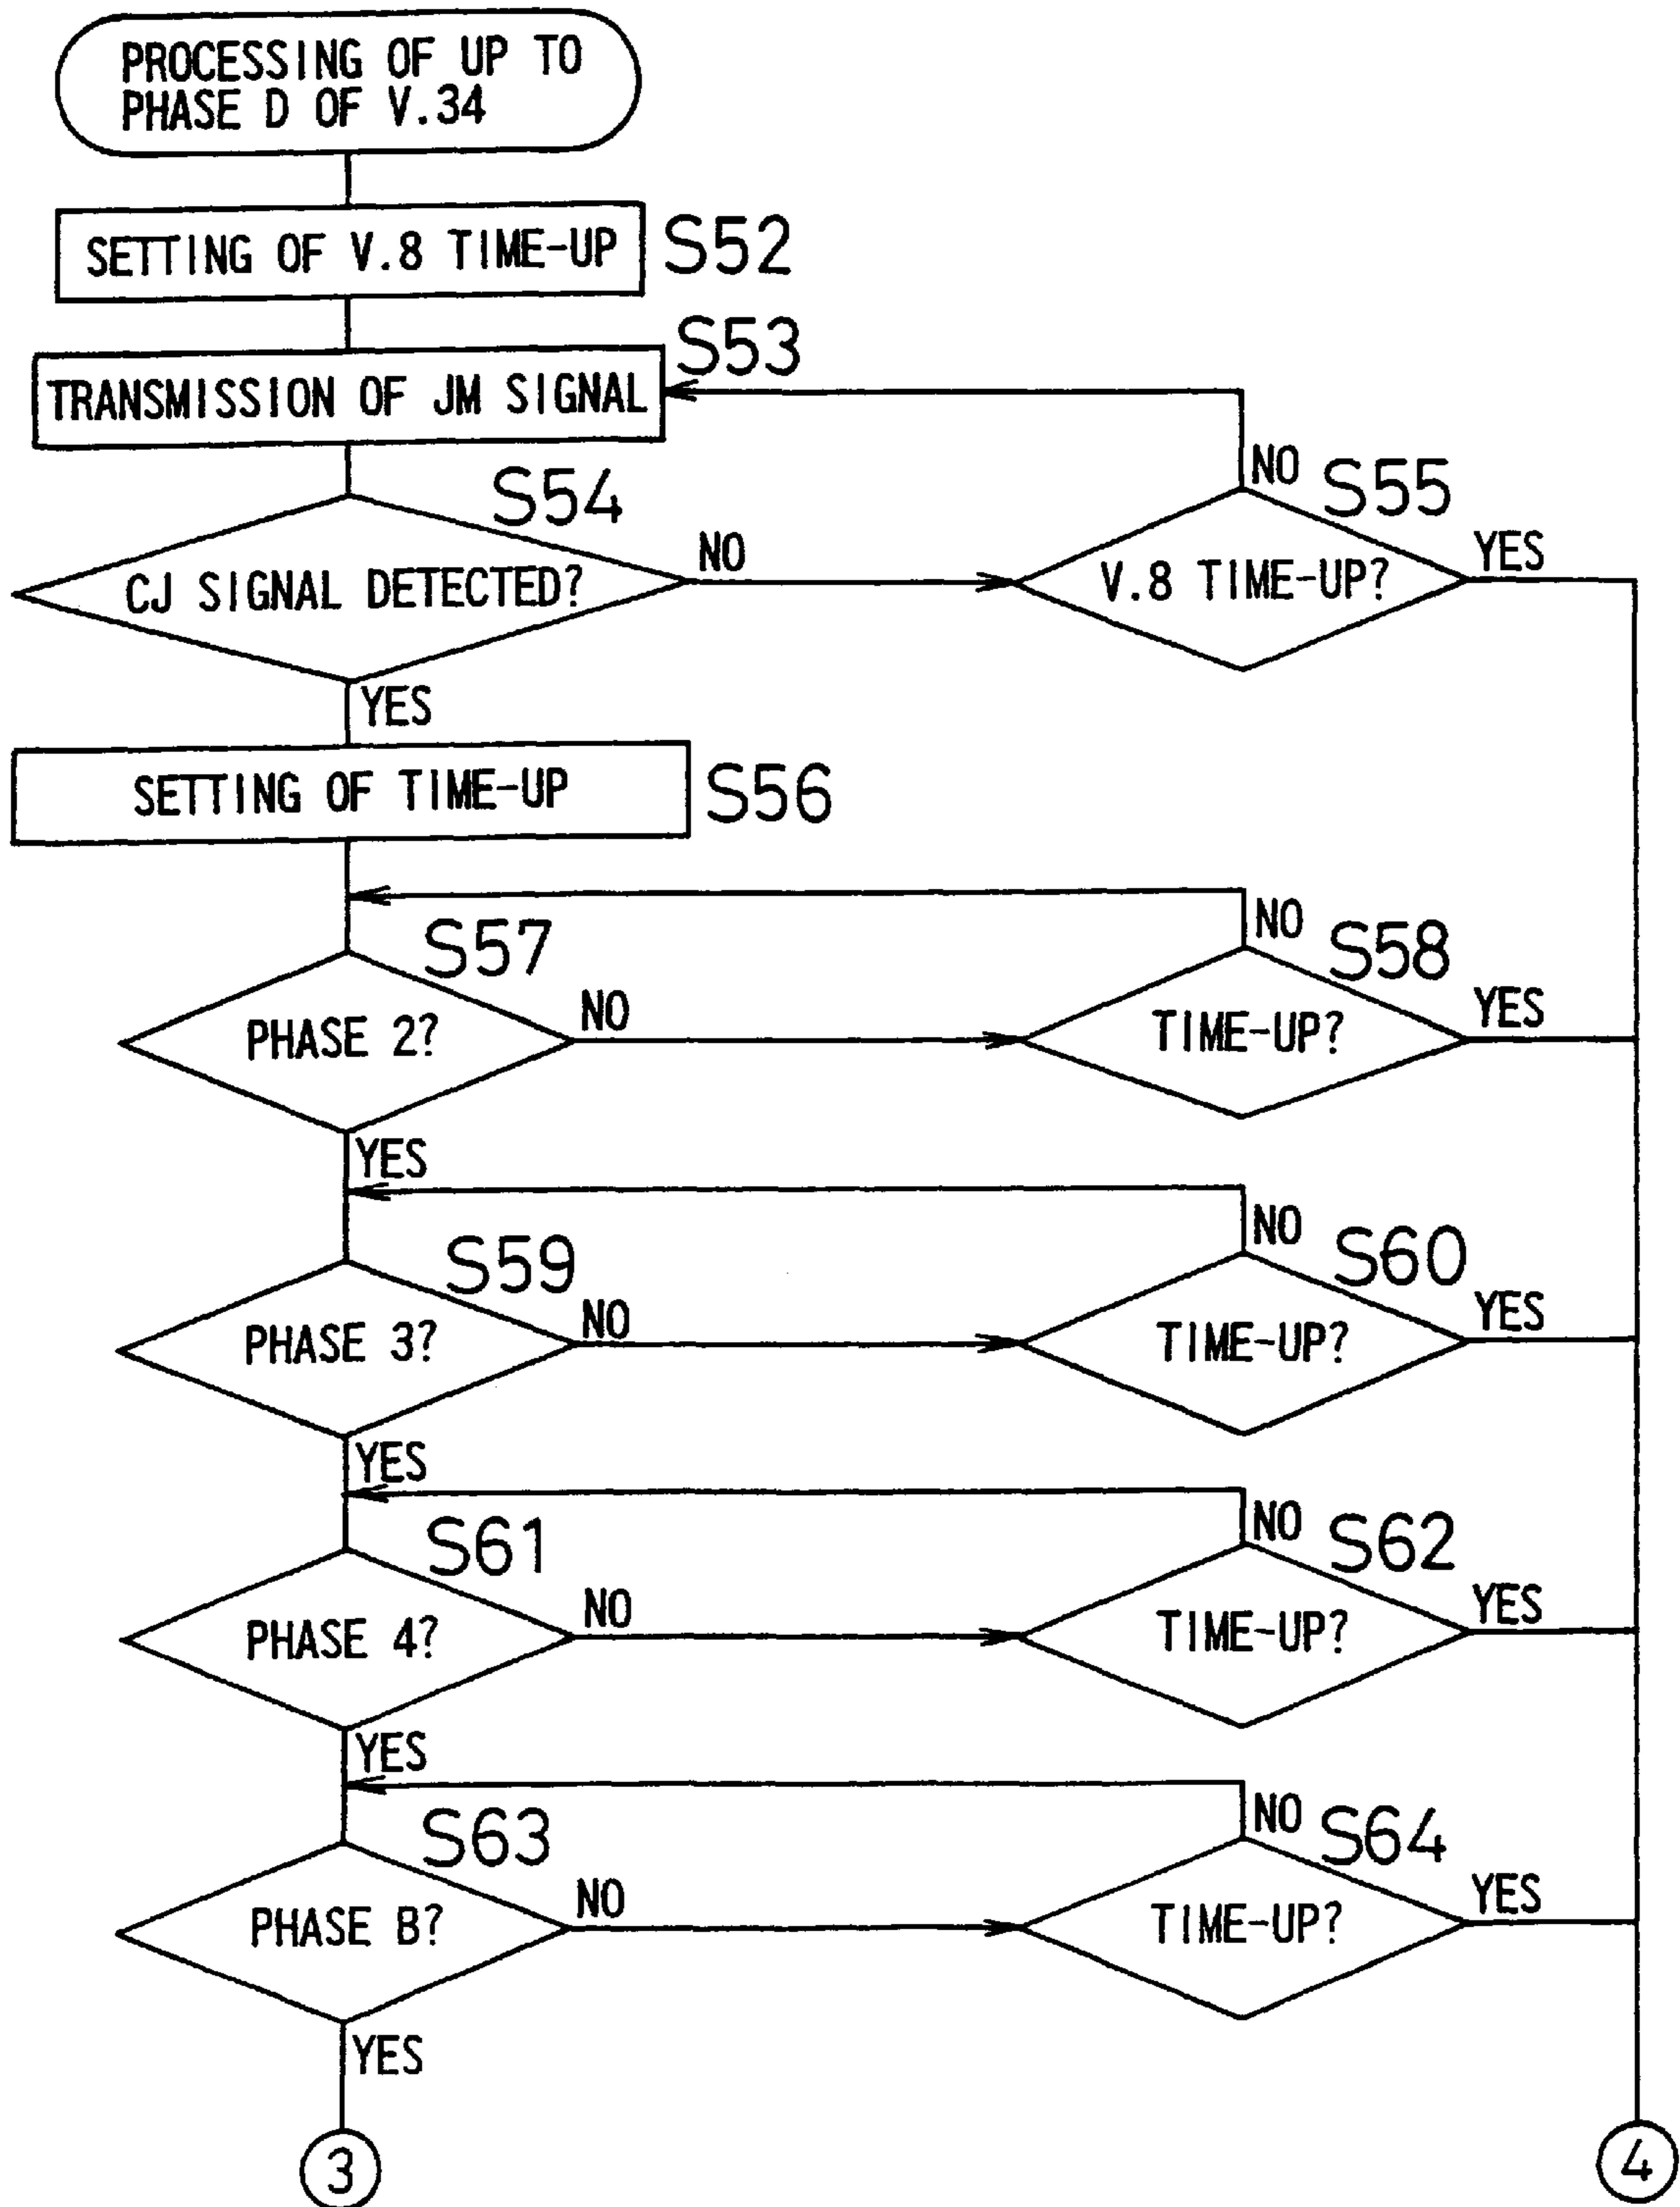 PROCESSING OF UP TO
PHASE D OF V.34
SETTING OF V.8 TIME-UP
S52
TRANSMISSION OF JM SIGNAL
S53
CJ SIGNAL DETECTED?
S54
NO
V.8 TIME-UP?
S55
NO
YES
YES
SETTING OF TIME-UP
S56
PHASE 2?
S57
NO
TIME-UP?
S58
NO
YES
YES
PHASE 3?
S59
NO
TIME-UP?
S60
NO
YES
YES
PHASE 4?
S61
NO
TIME-UP?
S62
NO
YES
YES
PHASE B?
S63
NO
TIME-UP?
S64
NO
YES
YES
3
4